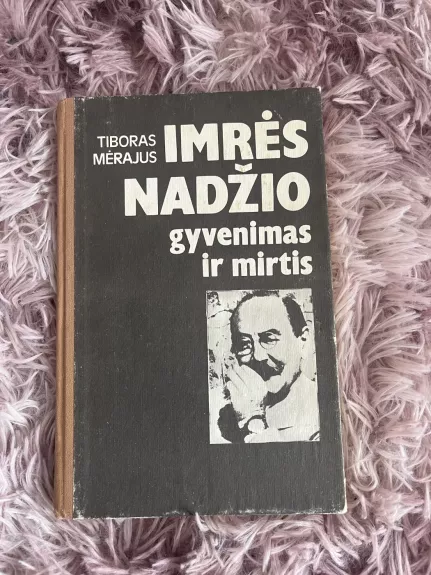 TIBORAS
MĖRAJUS
IMRĖS
NADŽIO
gyvenimas
ir mirtis